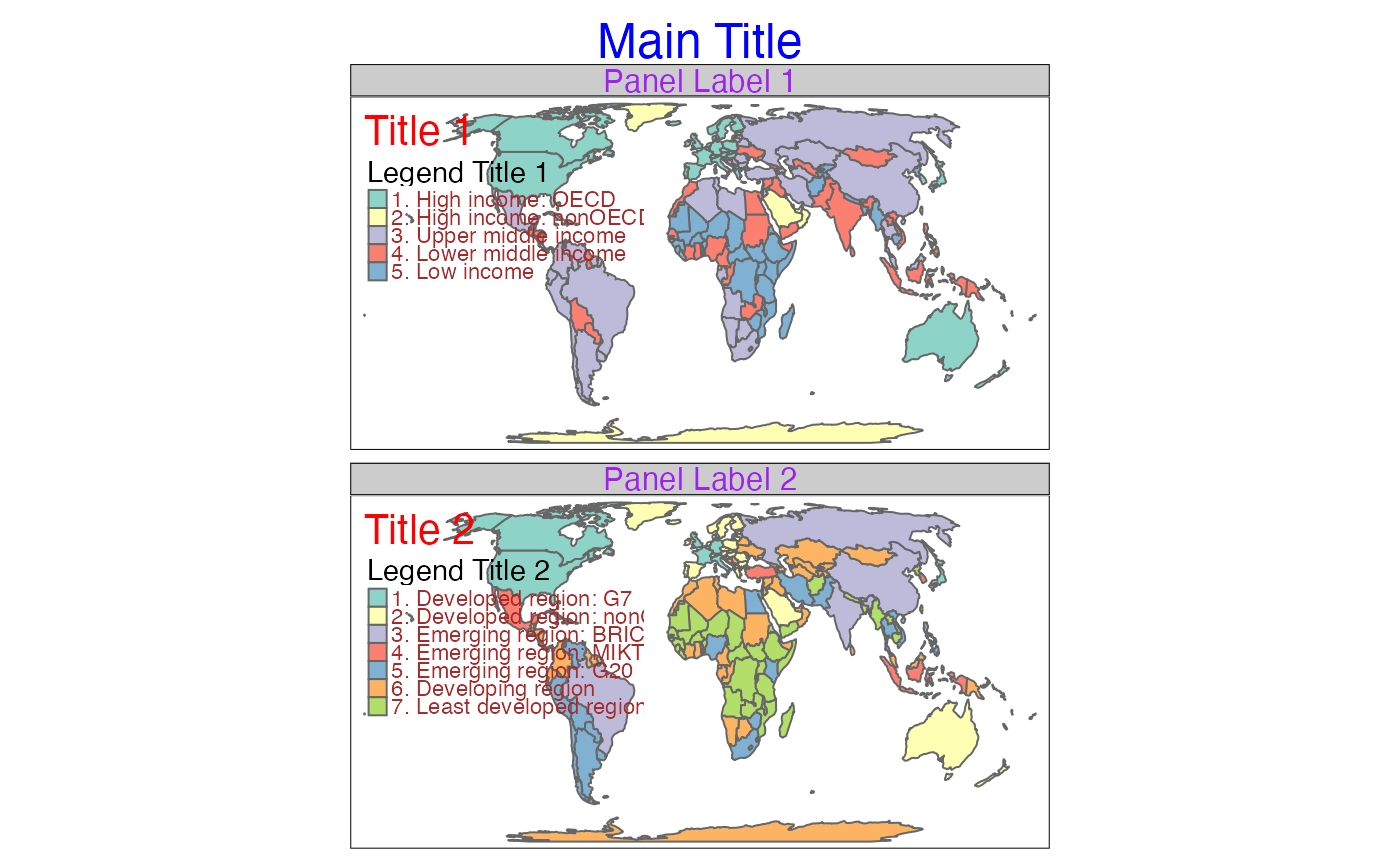 Main Title
Panel Label 1
Title 1
Legend Title 1
1. High income: OECD
2. High income: nonOEC
3. Upper middle income
4. Lower middle income
5. Low income
Panel Label 2
Title 2
Legend Title 2
1. Developed region: G7
2. Developed region: non
3. Emerging region: BRIC
4. Emerging region: MIKT
5. Emerging region: G20
6. Developing region
7. Least developed region